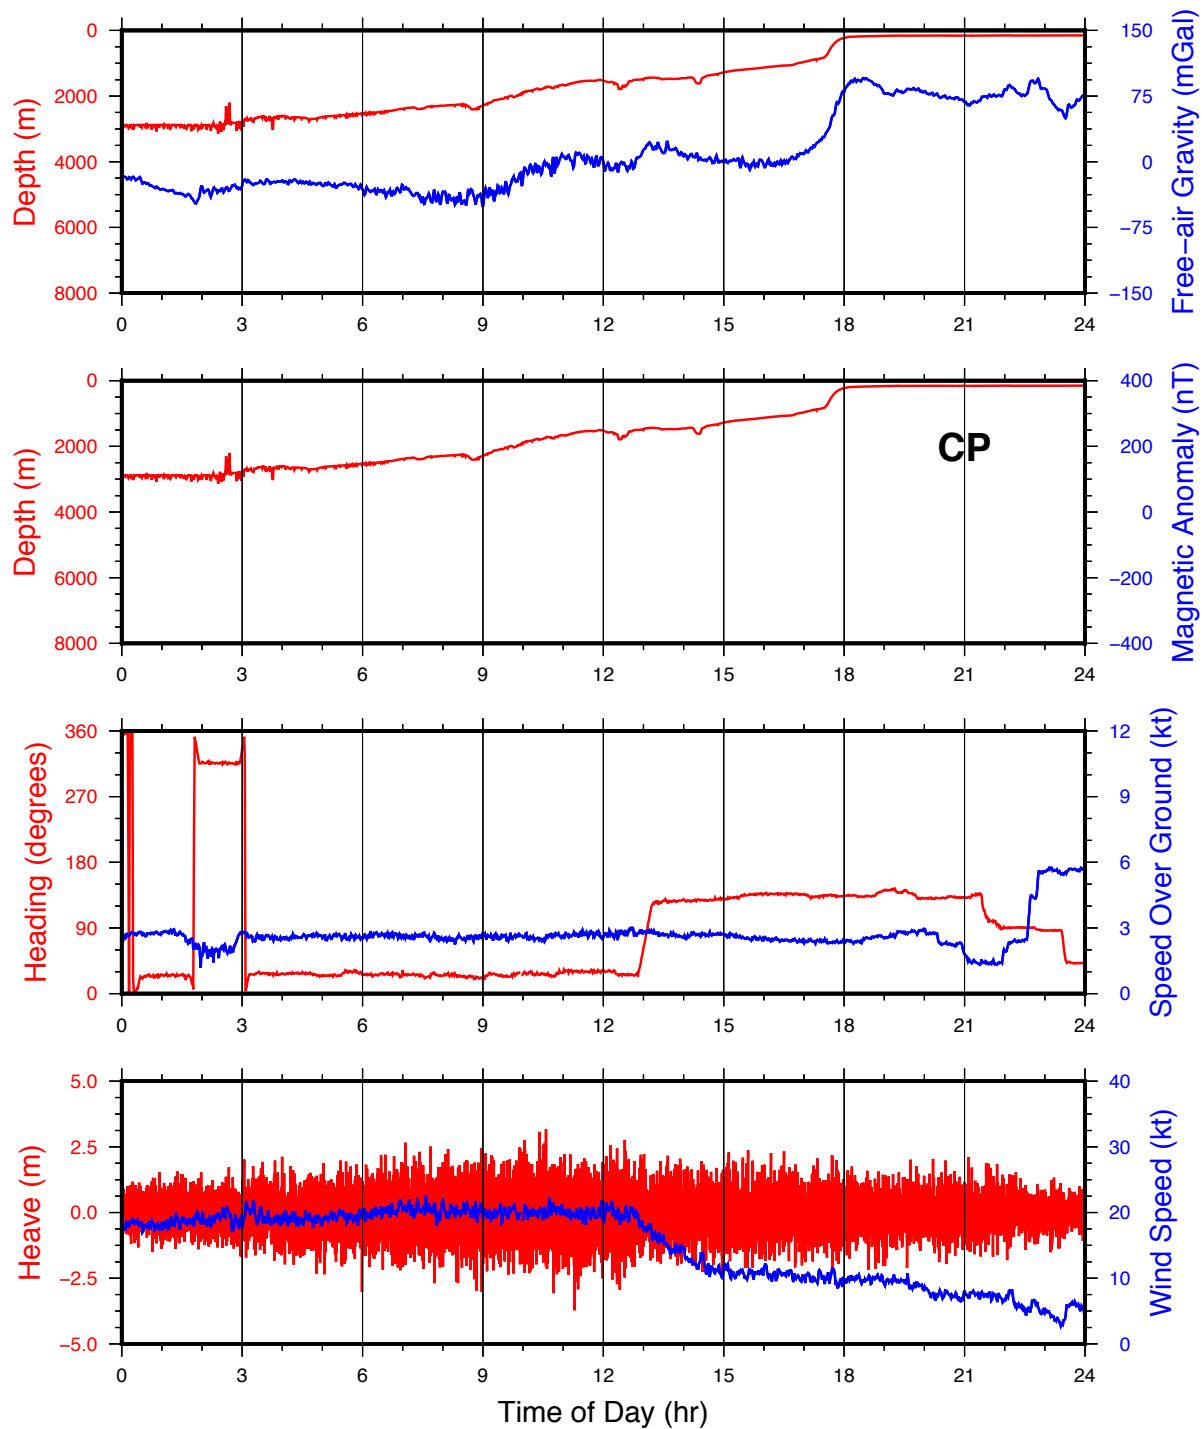 0 2000 4000 6000 8000
Depth (m)
150 75 0 −75 −150
Free−air Gravity (mGal)
0 3 6 9 12 15 18 21 24
0 2000 4000 6000 8000
Depth (m)
CP
400 200 0 −200 −400
Magnetic Anomaly (nT)
0 3 6 9 12 15 18 21 24
360 270 180 90 0
Heading (degrees)
12 9 6 3 0
Speed Over Ground (kt)
0 3 6 9 12 15 18 21 24
5.0 2.5 0.0 −2.5 −5.0
Heave (m)
40 30 20 10 0
Wind Speed (kt)
0 3 6 9 12 15 18 21 24
Time of Day (hr)